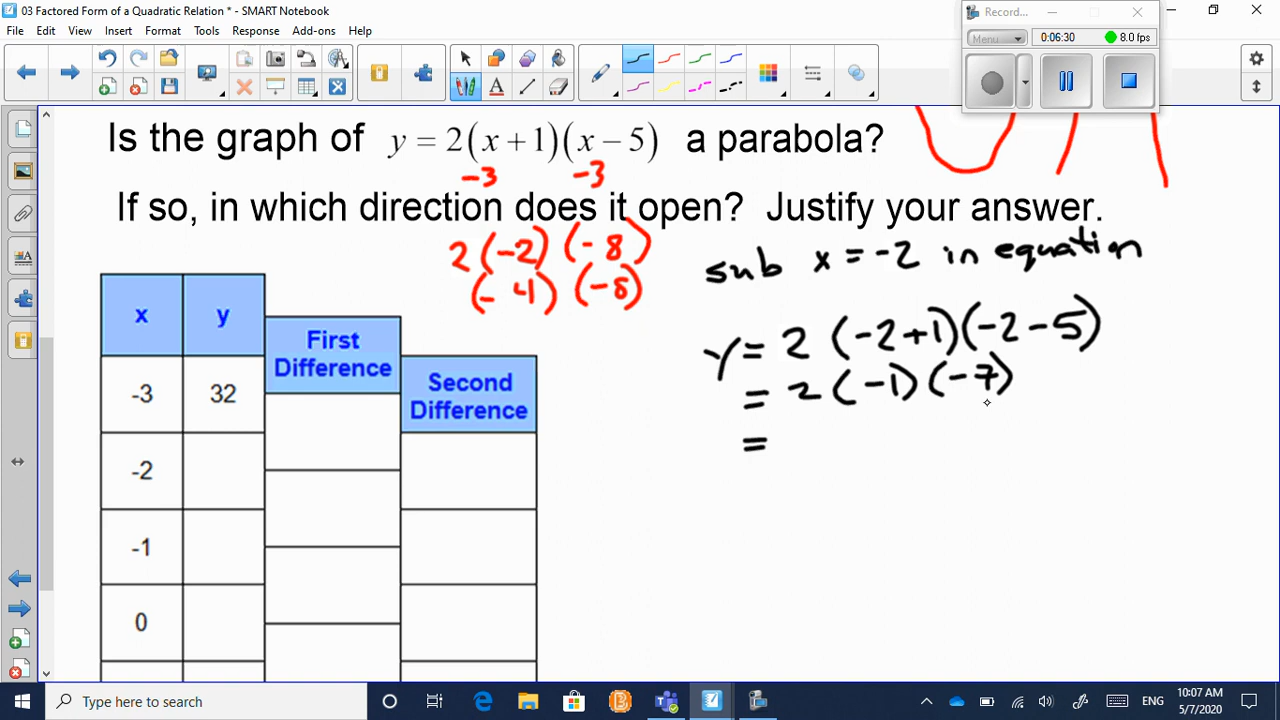 03 Factored Form of a Quadratic Relation * - SMART Notebook
File Edit View Insert Format Tools Response Add-ons Help
Record...
Menu 0:06:30 8.0 fps
Is the graph of y = 2(x + 1)(x − 5) a parabola?
-3 -3
If so, in which direction does it open? Justify your answer.
2 (-2) (-8)
(-4) (-8)
sub x = -2 in equation
y = 2 (-2+1)(-2-5)
= 2 (-1) (-7)
=
x y
First Difference
Second Difference
-3 32
-2
-1
0
Type here to search
ENG
10:07 AM
5/7/2020